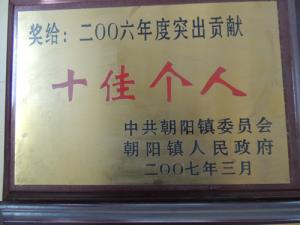 奖给：二00六年度突出贡献
十佳个人
中共朝阳镇委员会
朝阳镇人民政府
二00七年三月